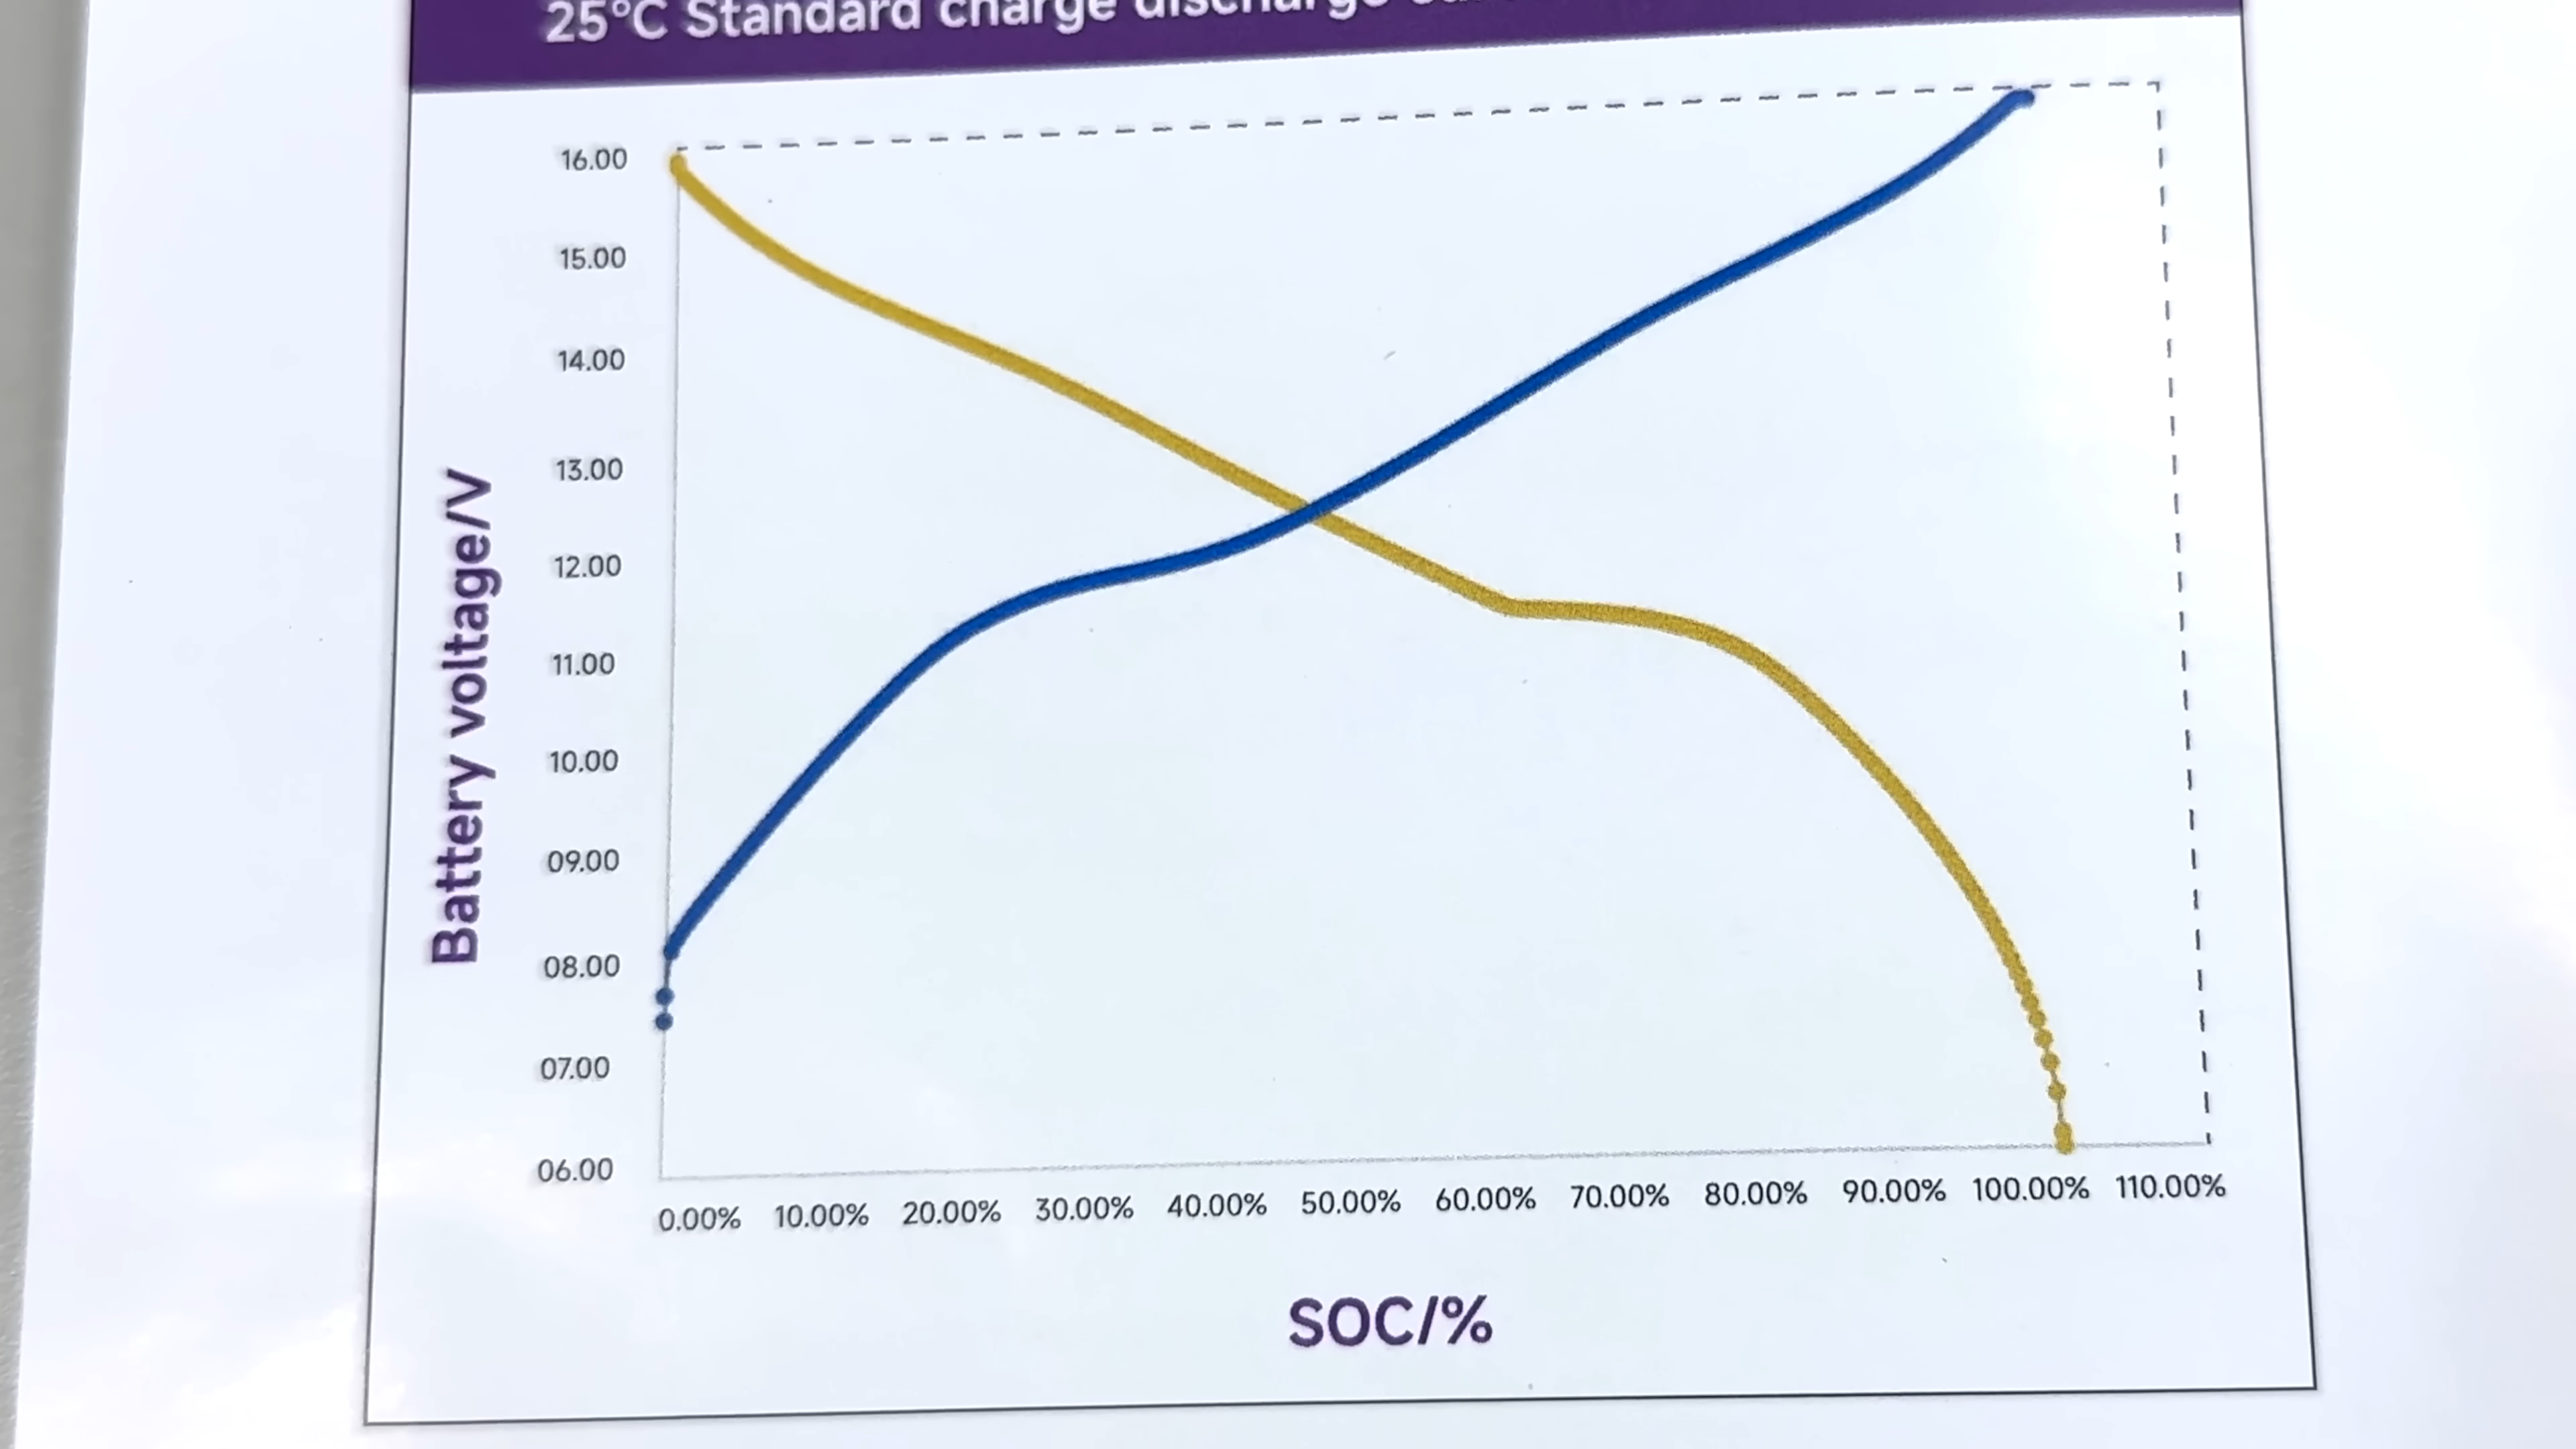 25°C Standard charge discharge
16.00
15.00
14.00
13.00
12.00
11.00
10.00
09.00
08.00
07.00
06.00
Battery voltage/V
0.00% 10.00% 20.00% 30.00% 40.00% 50.00% 60.00% 70.00% 80.00% 90.00% 100.00% 110.00%
SOC/%